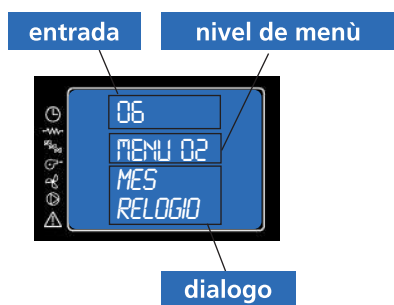 entrada
nivel de menù
06
MENU 02
MES
RELOGIO
dialogo